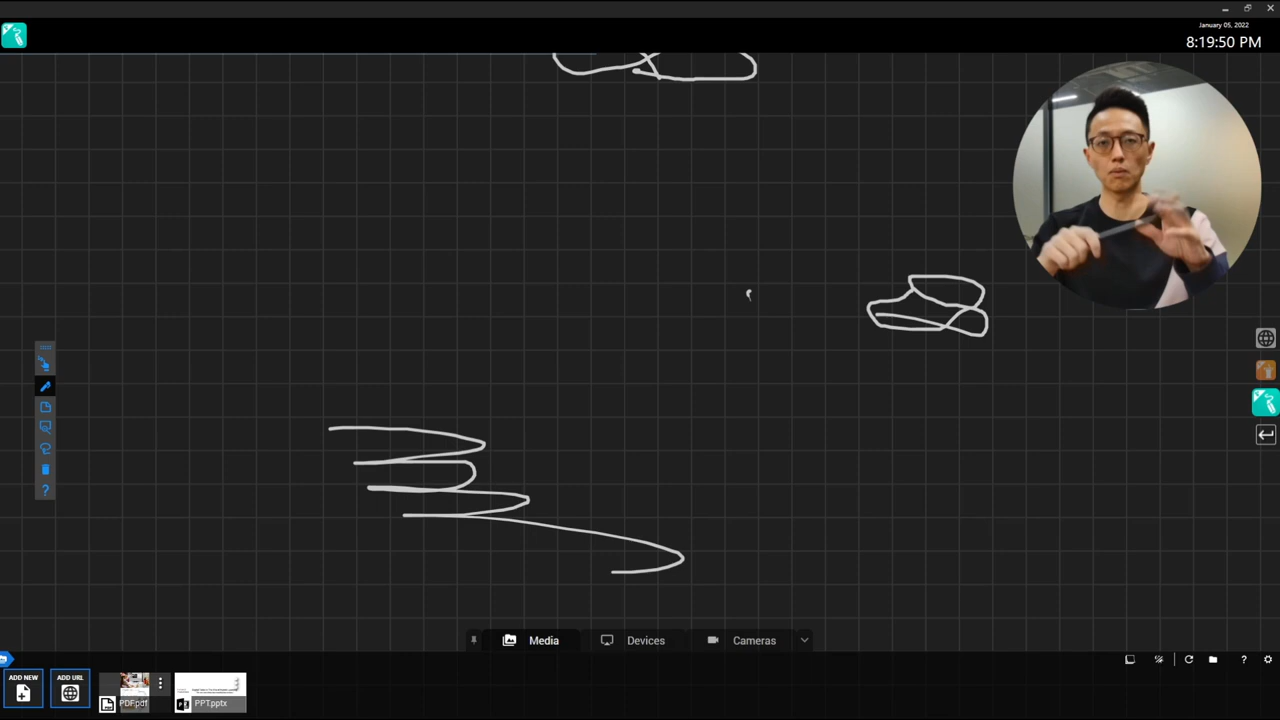 January 05, 2022
8:19:50 PM
Media
Devices
Cameras
ADD NEW
ADD URL
PDF.pdf
PPT.pptx
?
?